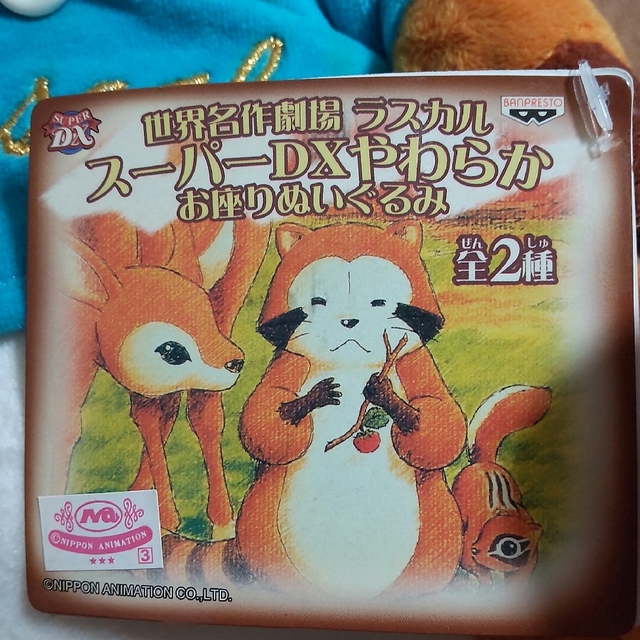 SUPER
DX
世界名作劇場 ラスカル
BANPRESTO
スーパーDXやわらか
お座りぬいぐるみ
ぜん しゅ
全2種
©NIPPON ANIMATION
3
©NIPPON ANIMATION CO.,LTD.